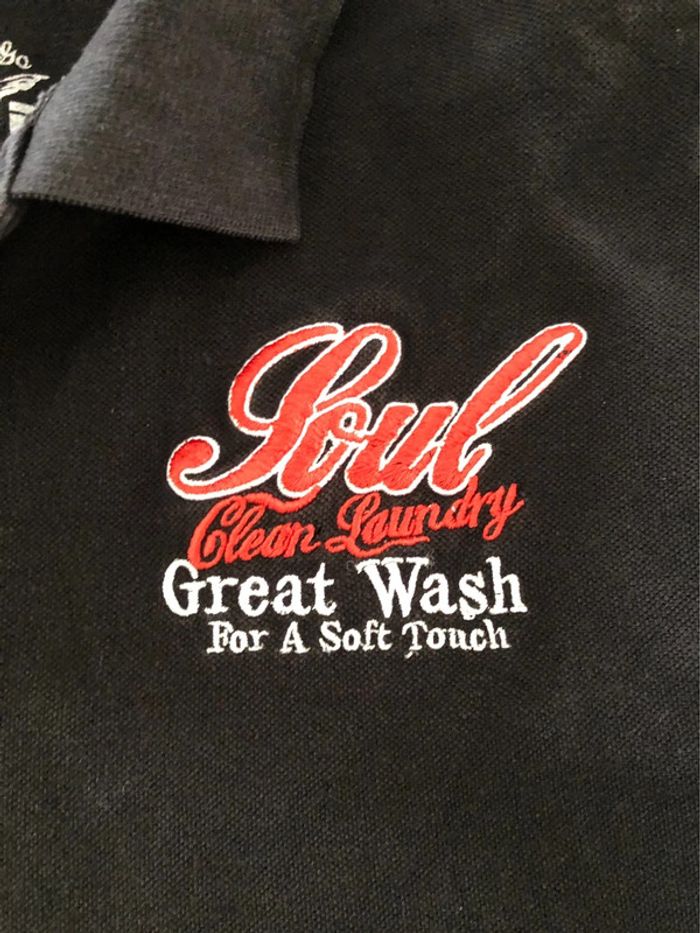 Soul
Clean Laundry
Great Wash
For A Soft Touch